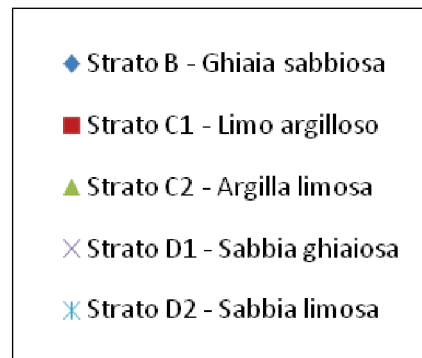 Strato B - Ghiaia sabbiosa
Strato C1 - Limo argilloso
Strato C2 - Argilla limosa
Strato D1 - Sabbia ghiaiosa
Strato D2 - Sabbia limosa